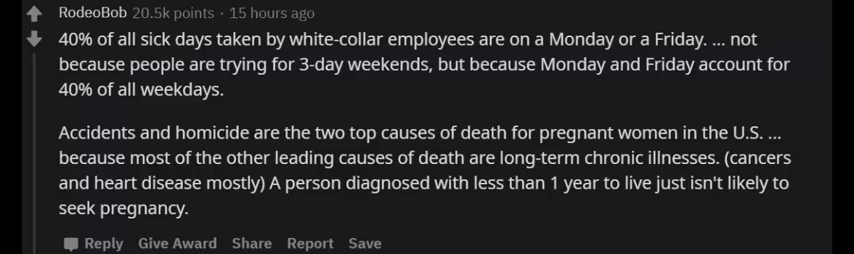 RodeoBob 20.5k points · 15 hours ago
40% of all sick days taken by white-collar employees are on a Monday or a Friday. ... not
because people are trying for 3-day weekends, but because Monday and Friday account for
40% of all weekdays.
Accidents and homicide are the two top causes of death for pregnant women in the U.S. ...
because most of the other leading causes of death are long-term chronic illnesses. (cancers
and heart disease mostly) A person diagnosed with less than 1 year to live just isn't likely to
seek pregnancy.
Reply Give Award Share Report Save